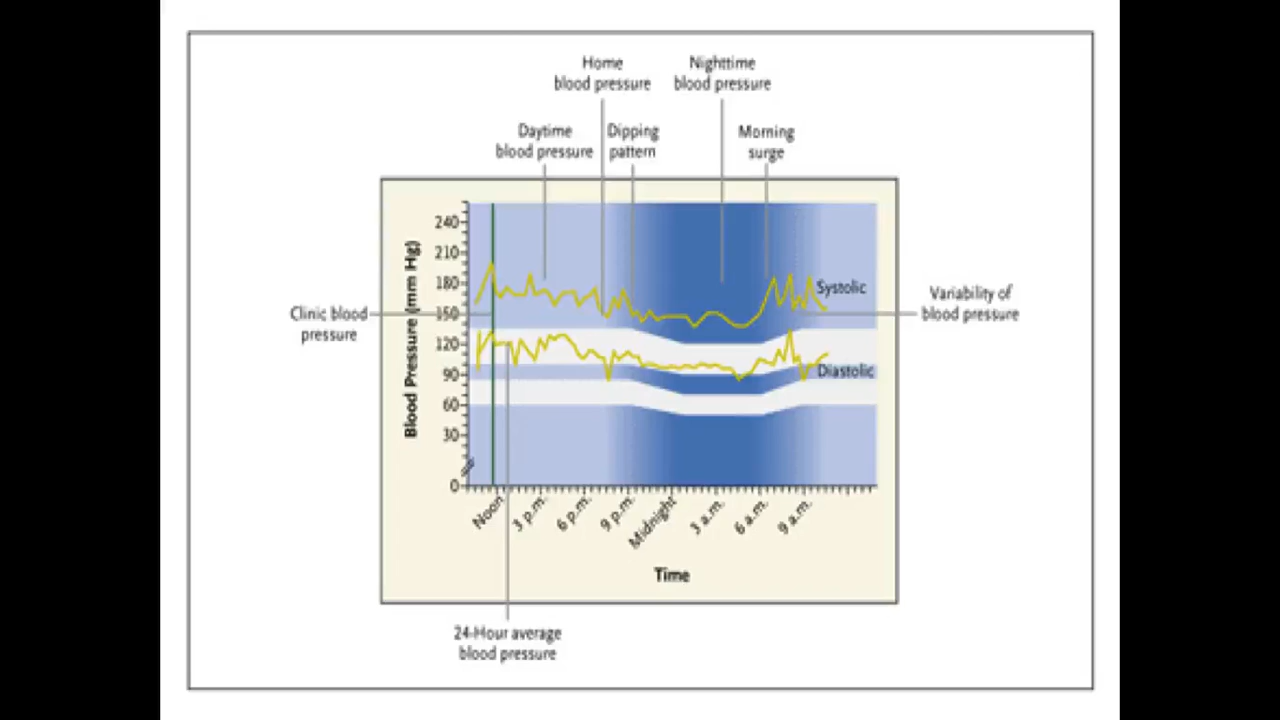 Home
blood pressure
Nighttime
blood pressure
Daytime
blood pressure
Dipping
pattern
Morning
surge
240
210
180
150
120
90
60
30
0
Blood Pressure (mm Hg)
Systolic
Diastolic
Clinic blood
pressure
Variability of
blood pressure
Noon
3 p.m.
6 p.m.
9 p.m.
Midnight
3 a.m.
6 a.m.
9 a.m.
Time
24-Hour average
blood pressure